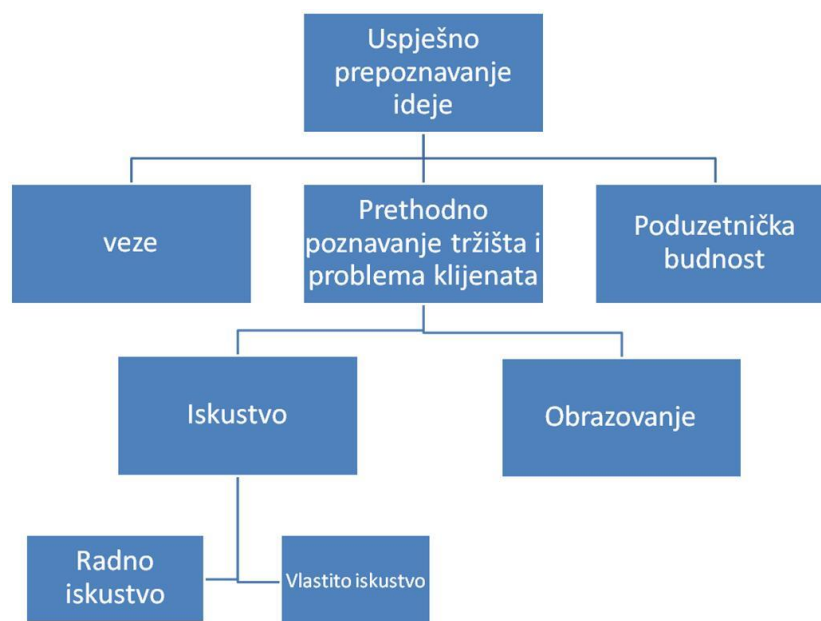 Uspješno
prepoznavanje
ideje
veze
Prethodno
poznavanje tržišta i
problema klijenata
Poduzetnička
budnost
Iskustvo
Obrazovanje
Radno
iskustvo
Vlastito iskustvo